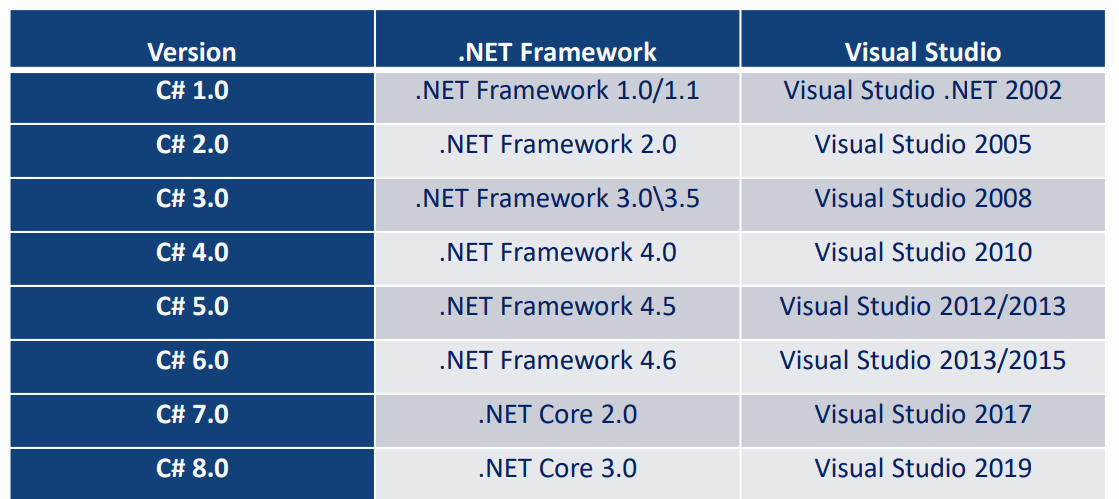 Version .NET Framework Visual Studio
C# 1.0 .NET Framework 1.0/1.1 Visual Studio .NET 2002
C# 2.0 .NET Framework 2.0 Visual Studio 2005
C# 3.0 .NET Framework 3.0\3.5 Visual Studio 2008
C# 4.0 .NET Framework 4.0 Visual Studio 2010
C# 5.0 .NET Framework 4.5 Visual Studio 2012/2013
C# 6.0 .NET Framework 4.6 Visual Studio 2013/2015
C# 7.0 .NET Core 2.0 Visual Studio 2017
C# 8.0 .NET Core 3.0 Visual Studio 2019